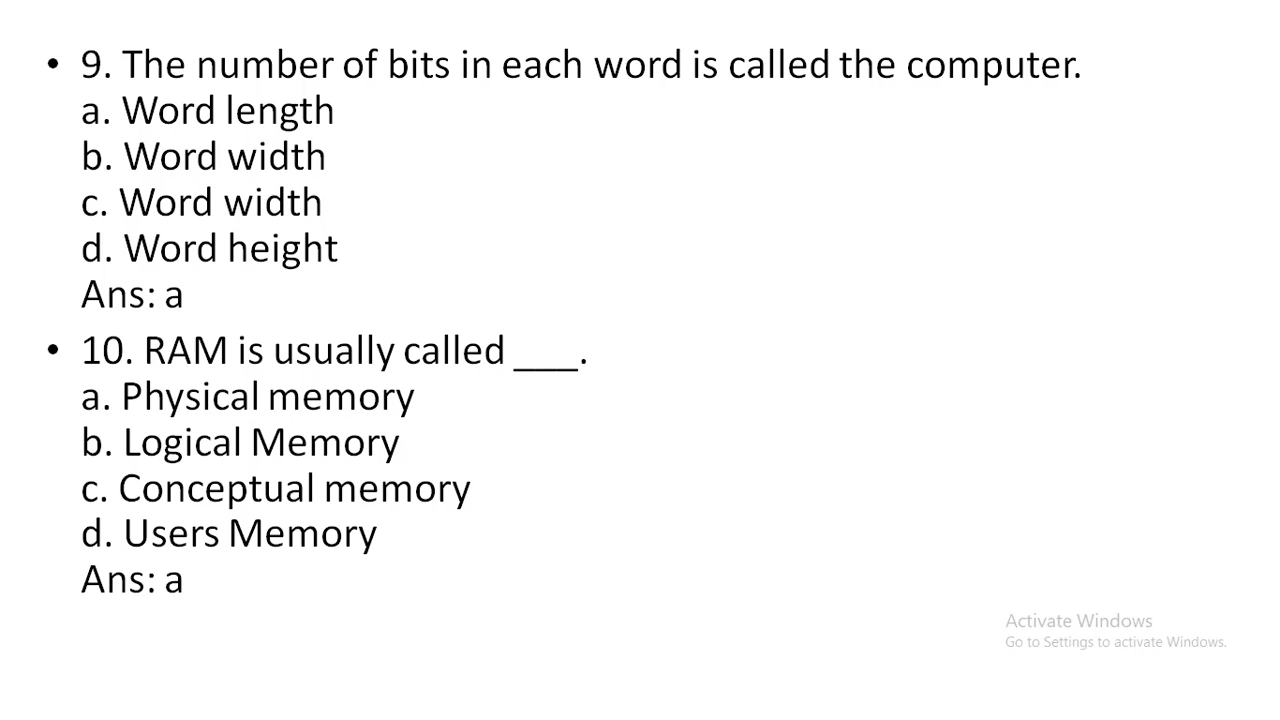 • 9. The number of bits in each word is called the computer.
a. Word length
b. Word width
c. Word width
d. Word height
Ans: a
• 10. RAM is usually called ___.
a. Physical memory
b. Logical Memory
c. Conceptual memory
d. Users Memory
Ans: a
Activate Windows
Go to Settings to activate Windows.